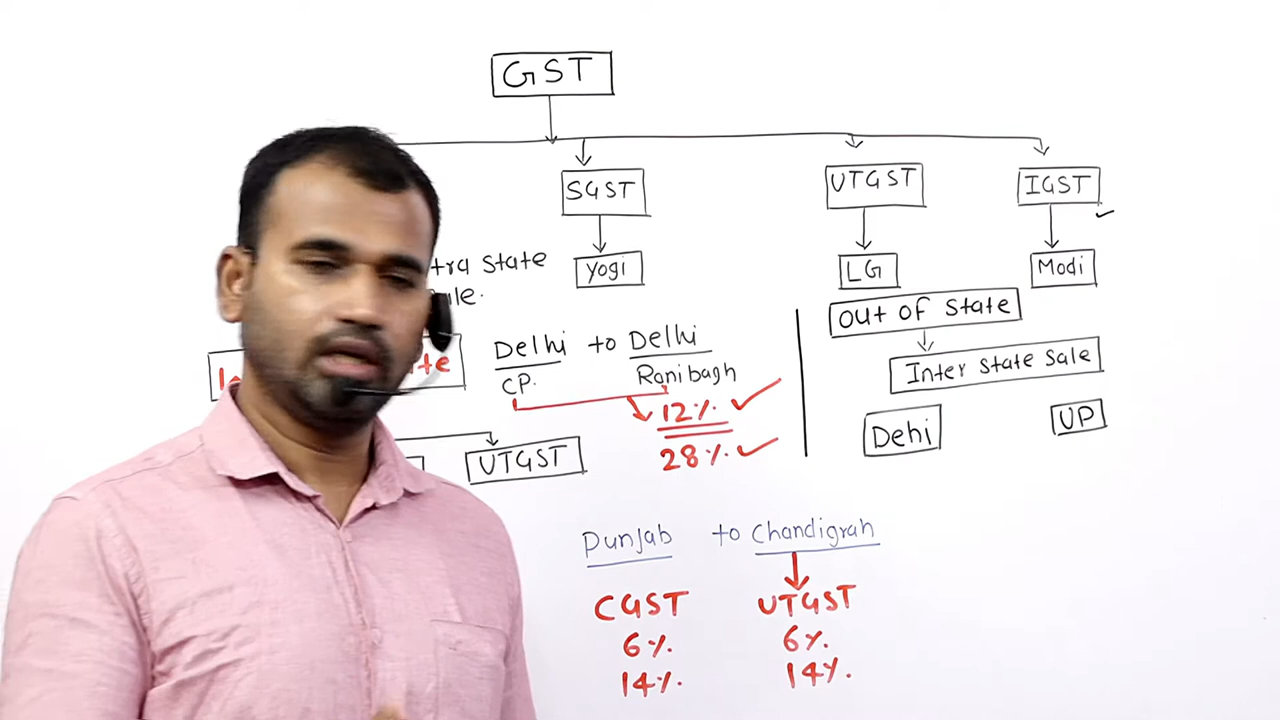 GST
SGST
UTGST
IGST
Yogi
LG
Modi
tra state
le.
Out of State
Inter state sale
Delhi to Delhi
CP.
Ranibagh
12%
28%
Dehi
UP
UTGST
Punjab to Chandigrah
CGST UTGST
6% 6%.
14%. 14%.